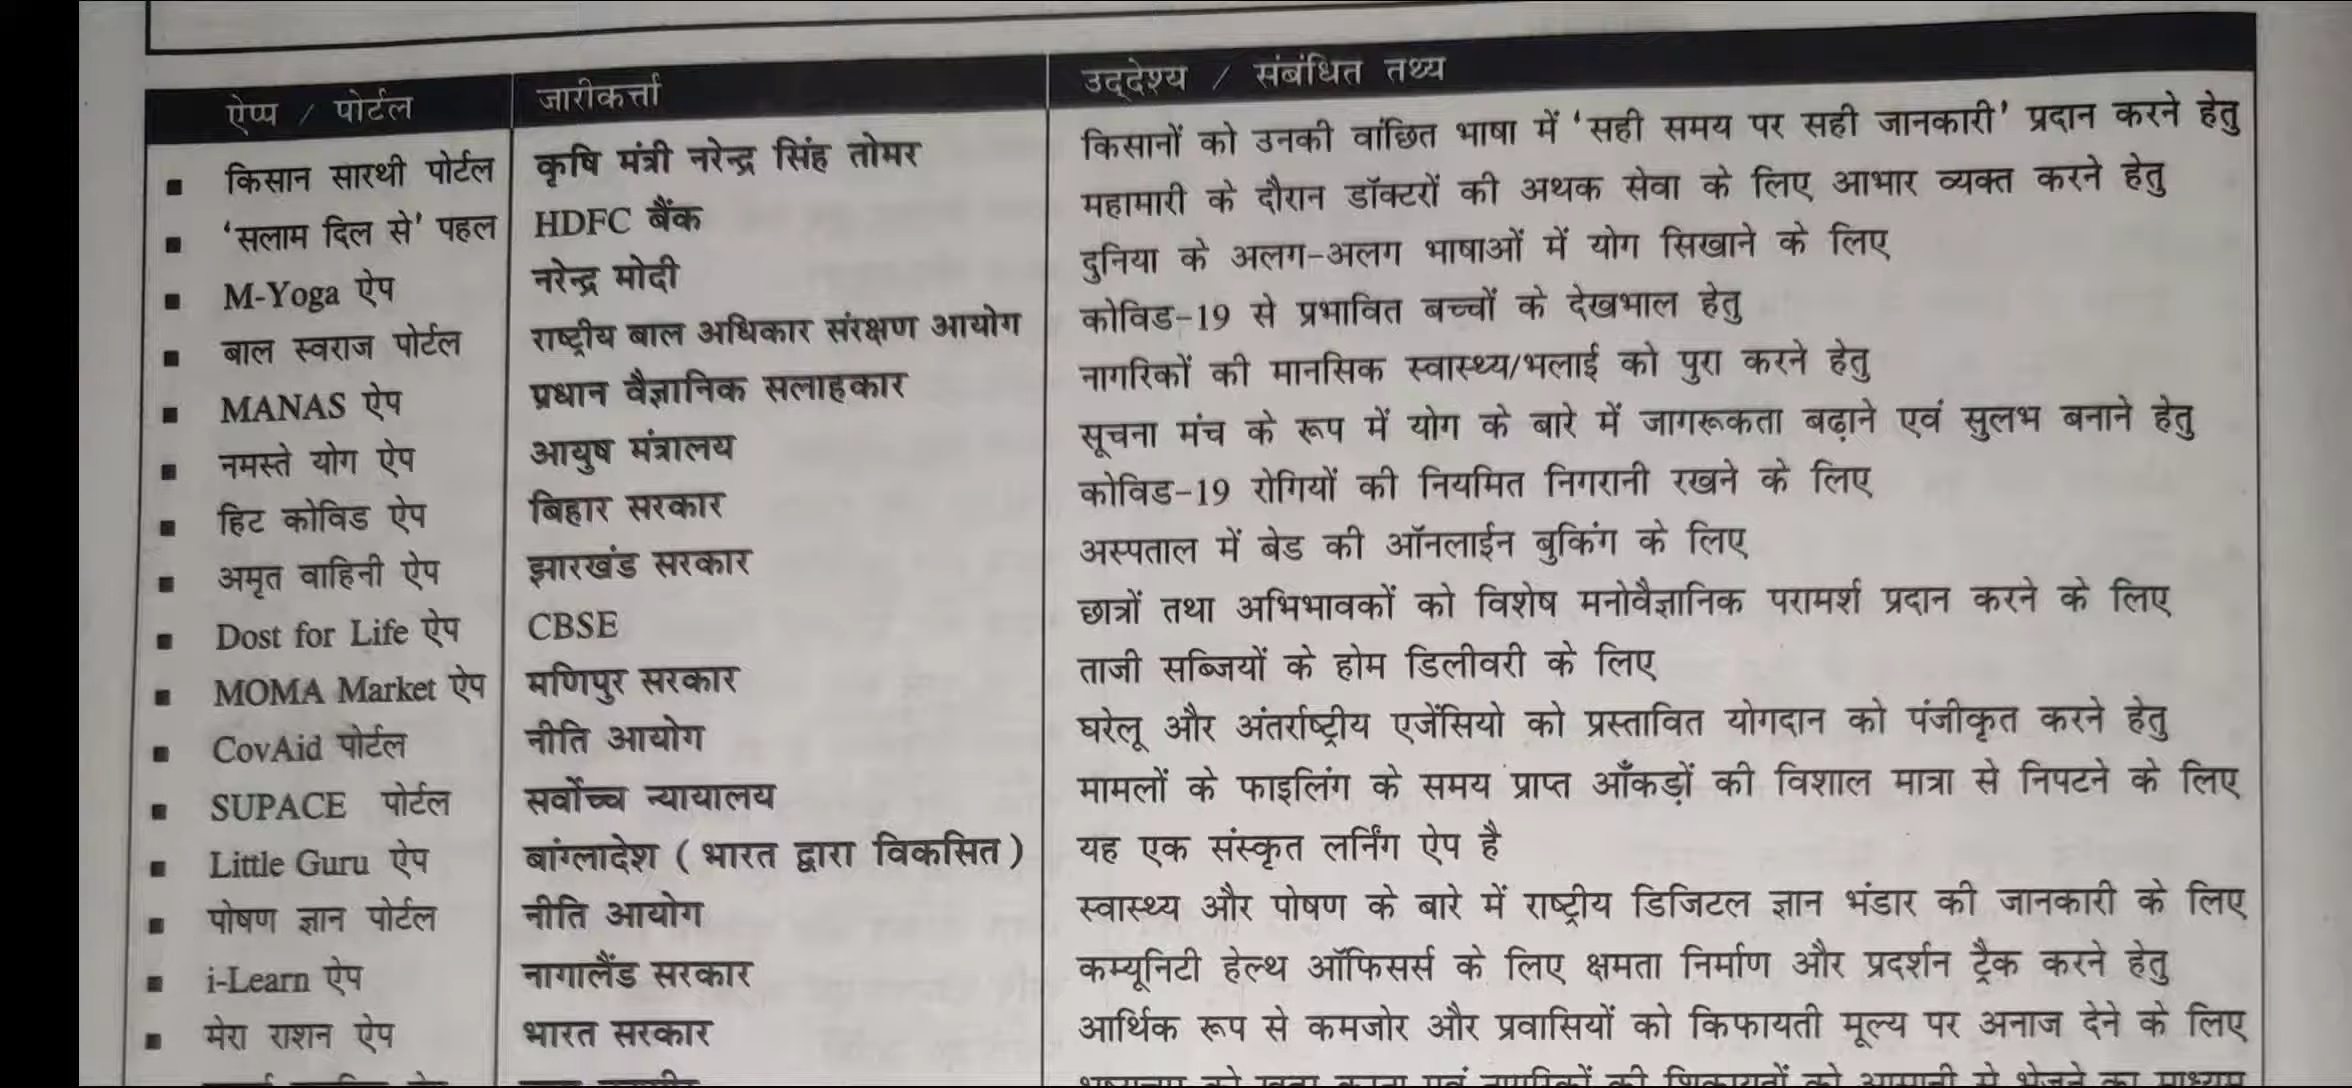 ऐप्प / पोर्टल जारीकर्त्ता उद्देश्य / संबंधित तथ्य
▪ किसान सारथी पोर्टल कृषि मंत्री नरेन्द्र सिंह तोमर किसानों को उनकी वांछित भाषा में 'सही समय पर सही जानकारी' प्रदान करने हेतु
▪ 'सलाम दिल से' पहल HDFC बैंक महामारी के दौरान डॉक्टरों की अथक सेवा के लिए आभार व्यक्त करने हेतु
▪ M-Yoga ऐप नरेन्द्र मोदी दुनिया के अलग-अलग भाषाओं में योग सिखाने के लिए
▪ बाल स्वराज पोर्टल राष्ट्रीय बाल अधिकार संरक्षण आयोग कोविड-19 से प्रभावित बच्चों के देखभाल हेतु
▪ MANAS ऐप प्रधान वैज्ञानिक सलाहकार नागरिकों की मानसिक स्वास्थ्य/भलाई को पुरा करने हेतु
▪ नमस्ते योग ऐप आयुष मंत्रालय सूचना मंच के रूप में योग के बारे में जागरूकता बढ़ाने एवं सुलभ बनाने हेतु
▪ हिट कोविड ऐप बिहार सरकार कोविड-19 रोगियों की नियमित निगरानी रखने के लिए
▪ अमृत वाहिनी ऐप झारखंड सरकार अस्पताल में बेड की ऑनलाईन बुकिंग के लिए
▪ Dost for Life ऐप CBSE छात्रों तथा अभिभावकों को विशेष मनोवैज्ञानिक परामर्श प्रदान करने के लिए
▪ MOMA Market ऐप मणिपुर सरकार ताजी सब्जियों के होम डिलीवरी के लिए
▪ CovAid पोर्टल नीति आयोग घरेलू और अंतर्राष्ट्रीय एजेंसियो को प्रस्तावित योगदान को पंजीकृत करने हेतु
▪ SUPACE पोर्टल सर्वोच्च न्यायालय मामलों के फाइलिंग के समय प्राप्त आँकड़ों की विशाल मात्रा से निपटने के लिए
▪ Little Guru ऐप बांग्लादेश ( भारत द्वारा विकसित ) यह एक संस्कृत लर्निंग ऐप है
▪ पोषण ज्ञान पोर्टल नीति आयोग स्वास्थ्य और पोषण के बारे में राष्ट्रीय डिजिटल ज्ञान भंडार की जानकारी के लिए
▪ i-Learn ऐप नागालैंड सरकार कम्यूनिटी हेल्थ ऑफिसर्स के लिए क्षमता निर्माण और प्रदर्शन ट्रैक करने हेतु
▪ मेरा राशन ऐप भारत सरकार आर्थिक रूप से कमजोर और प्रवासियों को किफायती मूल्य पर अनाज देने के लिए